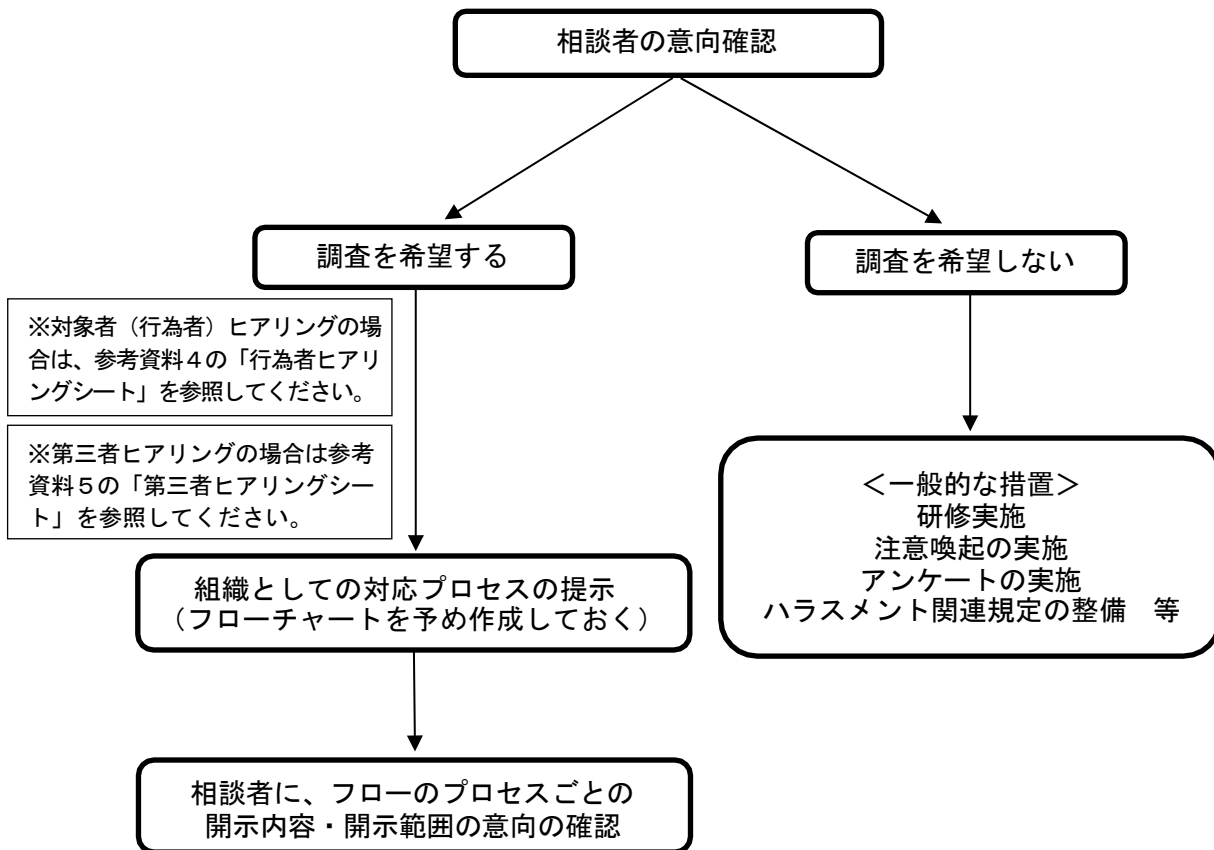 相談者の意向確認
調査を希望する
調査を希望しない
※対象者（行為者）ヒアリングの場
合は、参考資料４の「行為者ヒアリ
ングシート」を参照してください。
※第三者ヒアリングの場合は参考
資料５の「第三者ヒアリングシー
ト」を参照してください。
＜一般的な措置＞
研修実施
注意喚起の実施
アンケートの実施
ハラスメント関連規定の整備　等
組織としての対応プロセスの提示
（フローチャートを予め作成しておく）
相談者に、フローのプロセスごとの
開示内容・開示範囲の意向の確認